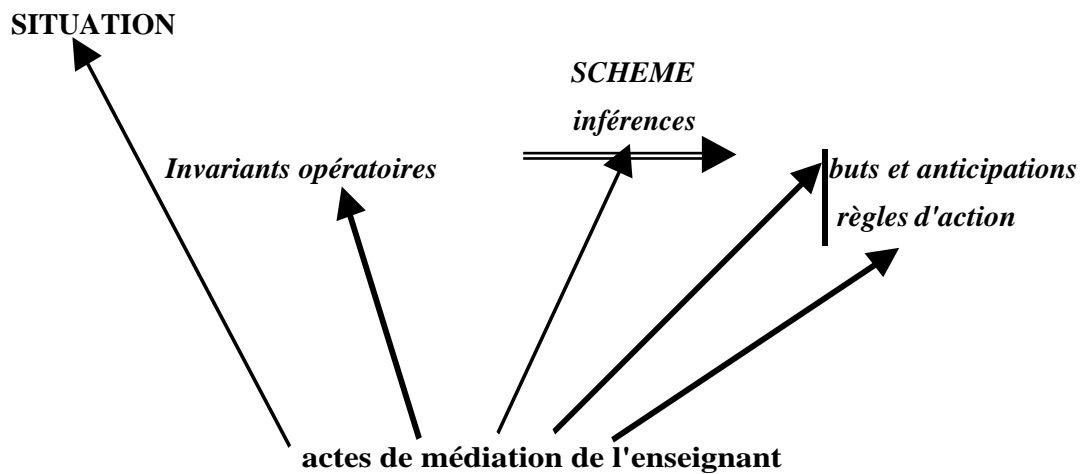 SITUATION
SCHEME
inférences
Invariants opératoires
buts et anticipations
règles d'action
actes de médiation de l'enseignant